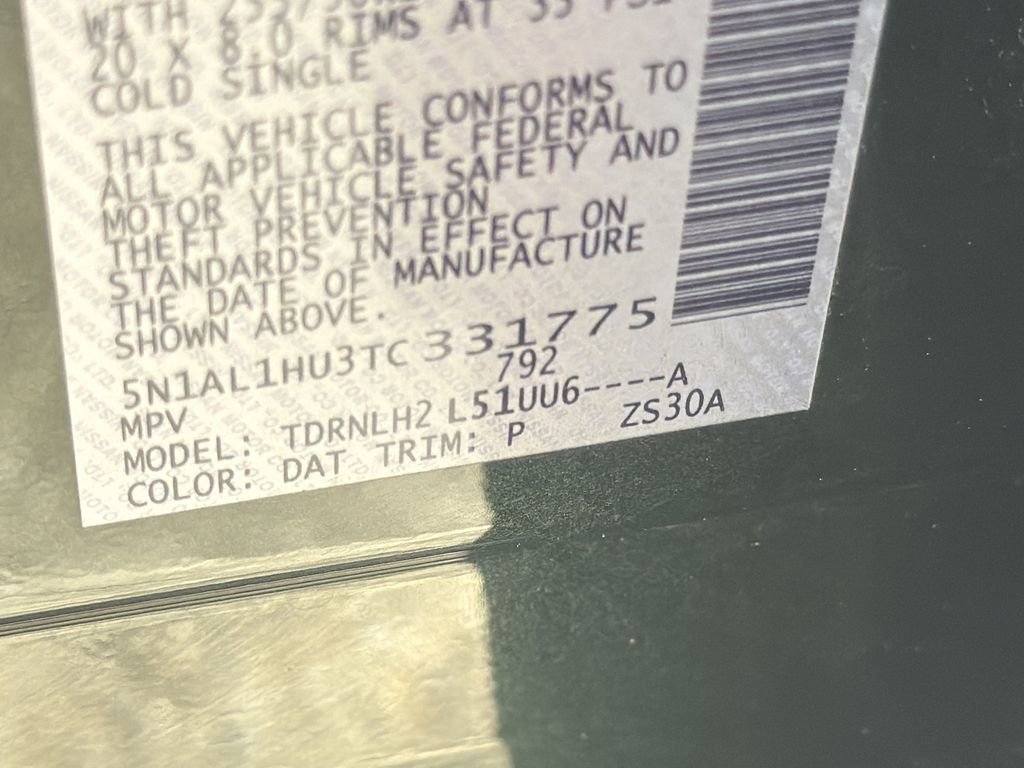 WITH
20 X 8.0 RIMS AT 35 PSI
COLD SINGLE
THIS VEHICLE CONFORMS TO
ALL APPLICABLE FEDERAL
MOTOR VEHICLE SAFETY AND
THEFT PREVENTION
STANDARDS IN EFFECT ON
THE DATE OF MANUFACTURE
SHOWN ABOVE.
5N1AL1HU3TC331775
MPV 792
MODEL: TDRNLH2 L51UU6----A
COLOR: DAT TRIM: P ZS30A